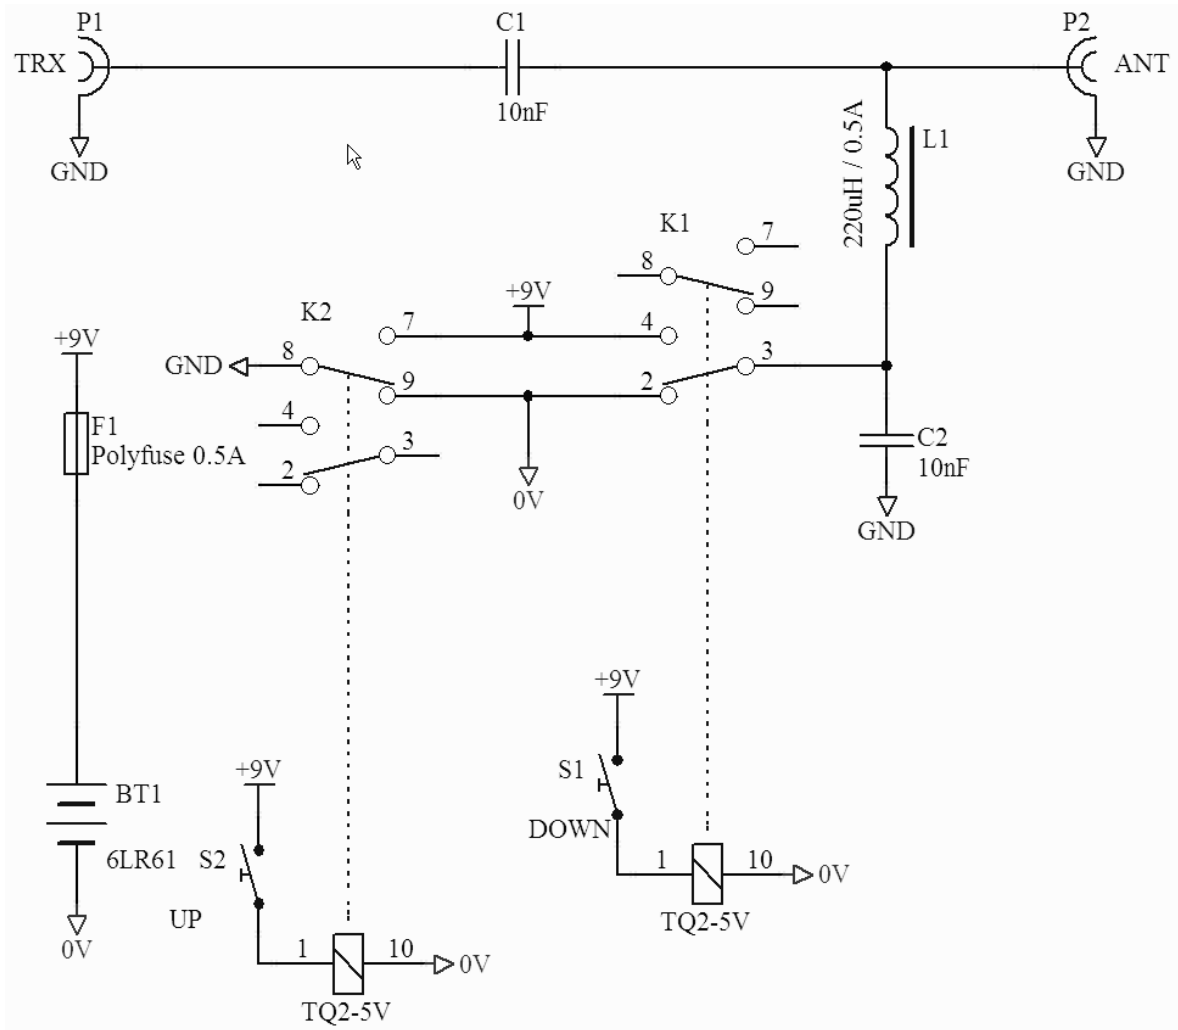 P1
C1
P2
TRX
ANT
10nF
GND
GND
220uH / 0.5A
L1
K1
7
8
9
+9V
K2
7
4
+9V
GND
8
3
9
2
4
F1
Polyfuse 0.5A
3
2
C2
10nF
0V
GND
+9V
S1
DOWN
+9V
BT1
6LR61
S2
UP
1
10
0V
TQ2-5V
0V
1
10
0V
TQ2-5V